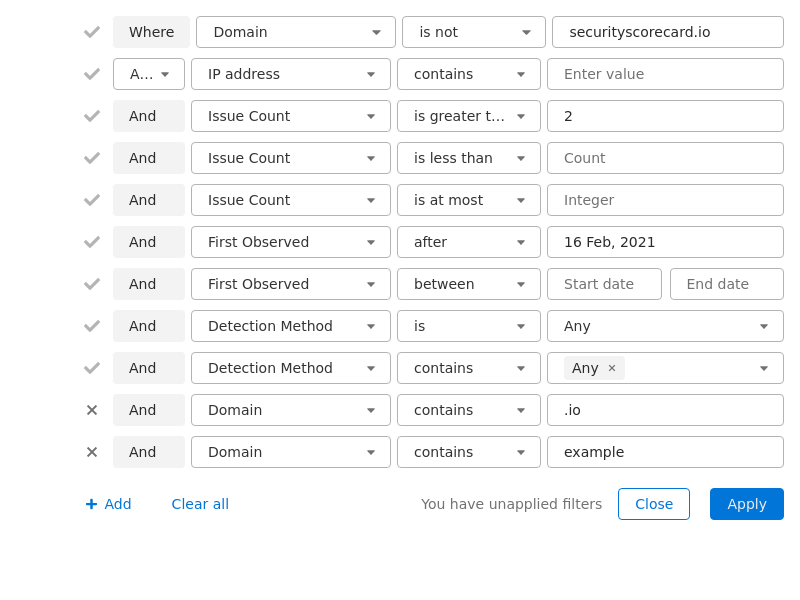 Where Domain is not securityscorecard.io
A... IP address contains Enter value
And Issue Count is greater t... 2
And Issue Count is less than Count
And Issue Count is at most Integer
And First Observed after 16 Feb, 2021
And First Observed between Start date End date
And Detection Method is Any
And Detection Method contains Any ×
And Domain contains .io
And Domain contains example
+ Add Clear all You have unapplied filters Close Apply